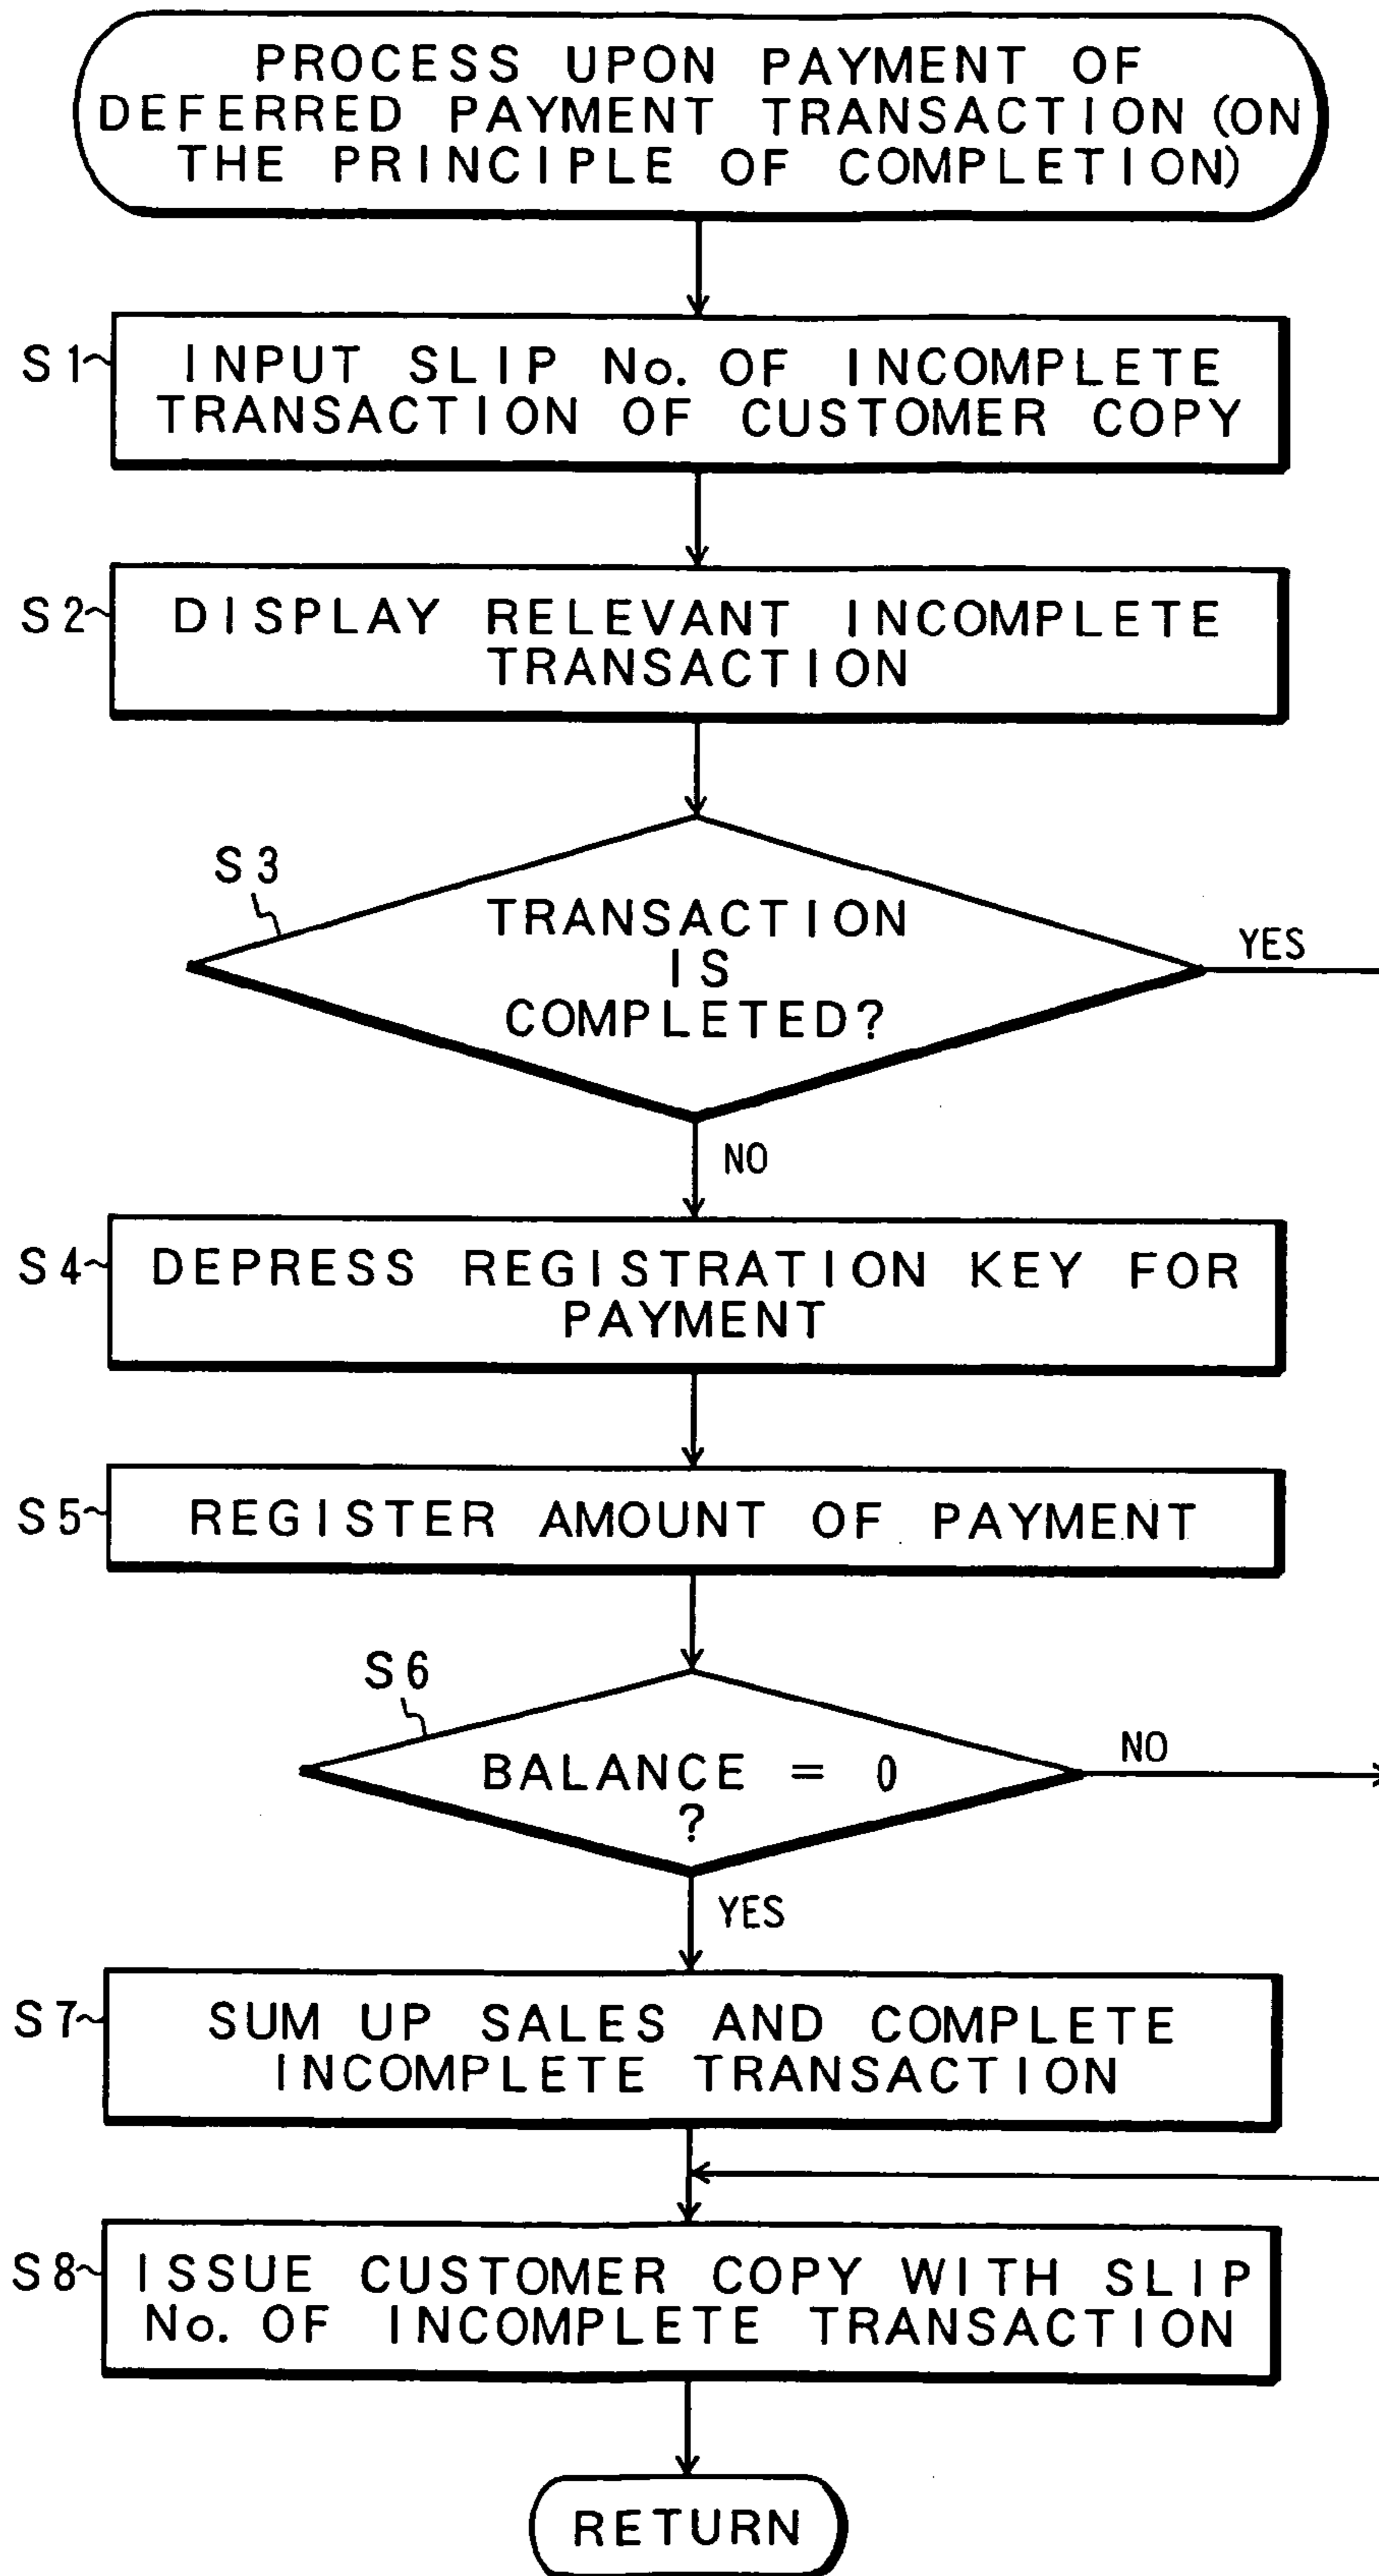 PROCESS UPON PAYMENT OF
DEFERRED PAYMENT TRANSACTION (ON
THE PRINCIPLE OF COMPLETION)
S1
INPUT SLIP No. OF INCOMPLETE
TRANSACTION OF CUSTOMER COPY
S2
DISPLAY RELEVANT INCOMPLETE
TRANSACTION
S3
TRANSACTION
IS
COMPLETED?
YES
NO
S4
DEPRESS REGISTRATION KEY FOR
PAYMENT
S5
REGISTER AMOUNT OF PAYMENT
S6
BALANCE = 0
?
NO
YES
S7
SUM UP SALES AND COMPLETE
INCOMPLETE TRANSACTION
S8
ISSUE CUSTOMER COPY WITH SLIP
No. OF INCOMPLETE TRANSACTION
RETURN